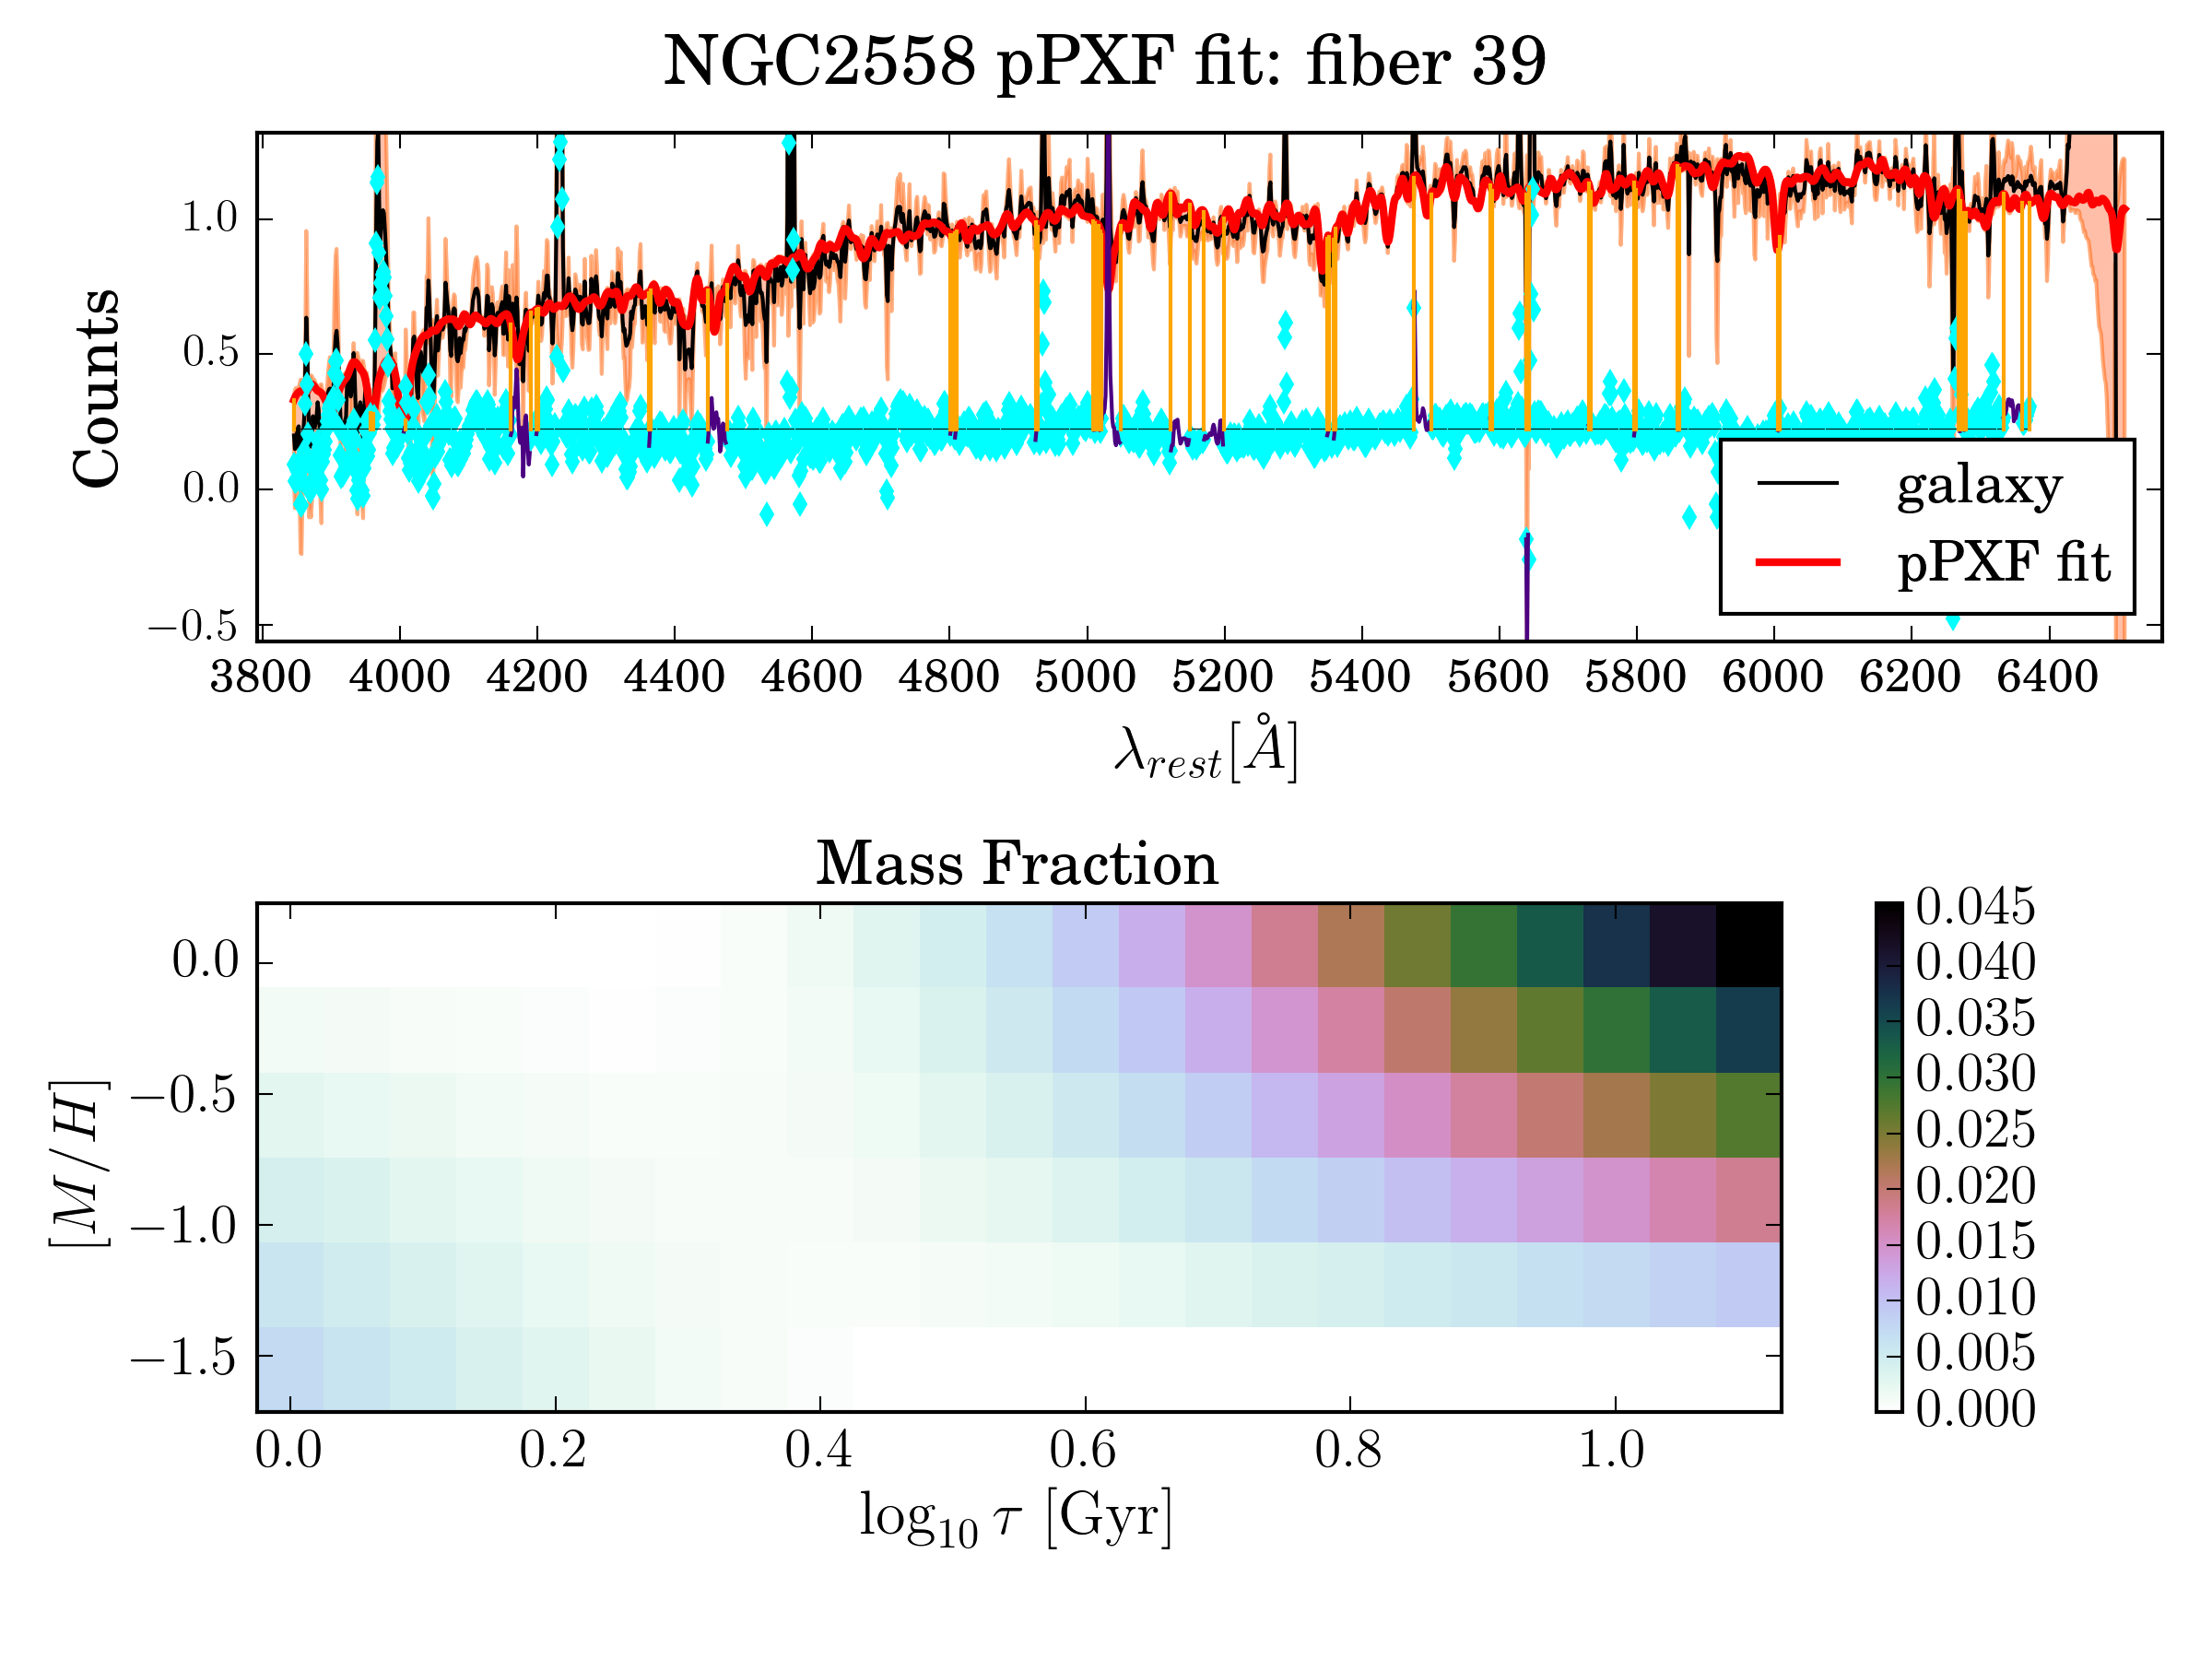 NGC2558 pPXF fit: fiber 39
Counts
1.0
0.5
0.0
−0.5
galaxy
pPXF fit
3800 4000 4200 4400 4600 4800 5000 5200 5400 5600 5800 6000 6200 6400
λrest[Å]
Mass Fraction
[M/H]
0.0
−0.5
−1.0
−1.5
0.0 0.2 0.4 0.6 0.8 1.0
log10 τ [Gyr]
0.045
0.040
0.035
0.030
0.025
0.020
0.015
0.010
0.005
0.000